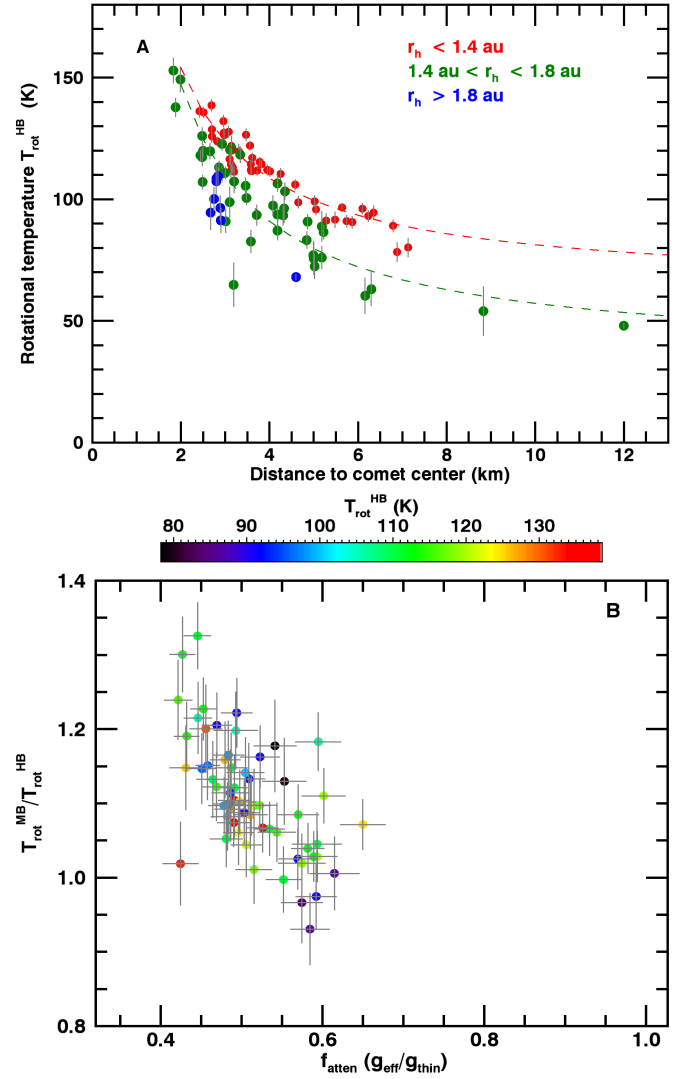 A
r_h < 1.4 au
1.4 au < r_h < 1.8 au
r_h > 1.8 au
Rotational temperature T_rot^HB (K)
150
100
50
0
0 2 4 6 8 10 12
Distance to comet center (km)
T_rot^HB (K)
80 90 100 110 120 130
B
T_rot^MB/T_rot^HB
1.4
1.2
1.0
0.8
0.4 0.6 0.8 1.0
f_atten (g_eff/g_thin)